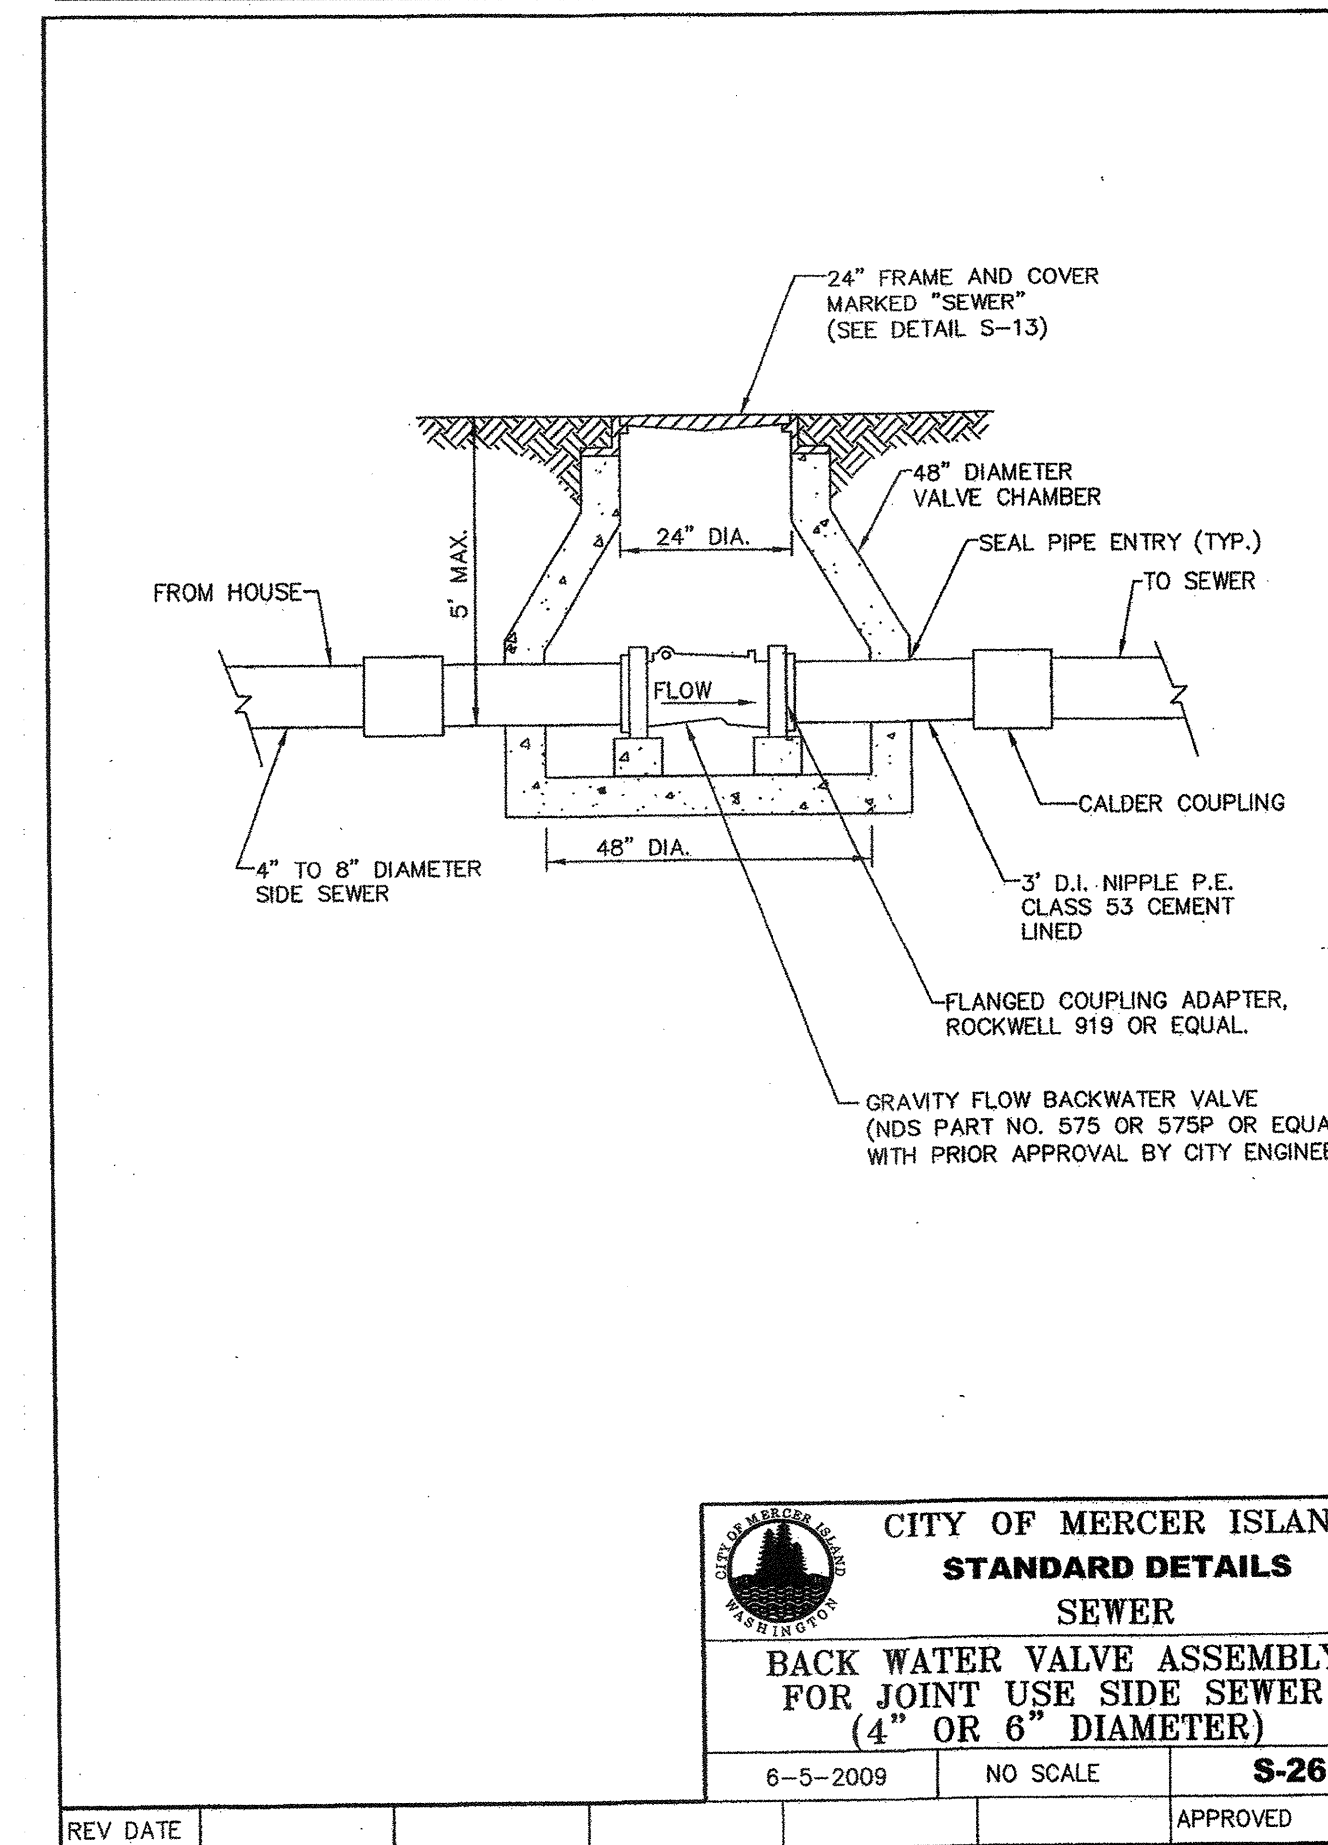 24" FRAME AND COVER
MARKED "SEWER"
(SEE DETAIL S-13)
48" DIAMETER
VALVE CHAMBER
24" DIA.
SEAL PIPE ENTRY (TYP.)
5' MAX.
FROM HOUSE
TO SEWER
FLOW
CALDER COUPLING
48" DIA.
4" TO 8" DIAMETER
SIDE SEWER
3' D.I. NIPPLE P.E.
CLASS 53 CEMENT
LINED
FLANGED COUPLING ADAPTER,
ROCKWELL 919 OR EQUAL.
GRAVITY FLOW BACKWATER VALVE
(NDS PART NO. 575 OR 575P OR EQUA
WITH PRIOR APPROVAL BY CITY ENGINEE
CITY OF MERCER ISLAND
WASHINGTON
CITY OF MERCER ISLAN
STANDARD DETAILS
SEWER
BACK WATER VALVE ASSEMBLY
FOR JOINT USE SIDE SEWER
(4" OR 6" DIAMETER)
6-5-2009
NO SCALE
S-26
REV DATE
APPROVED